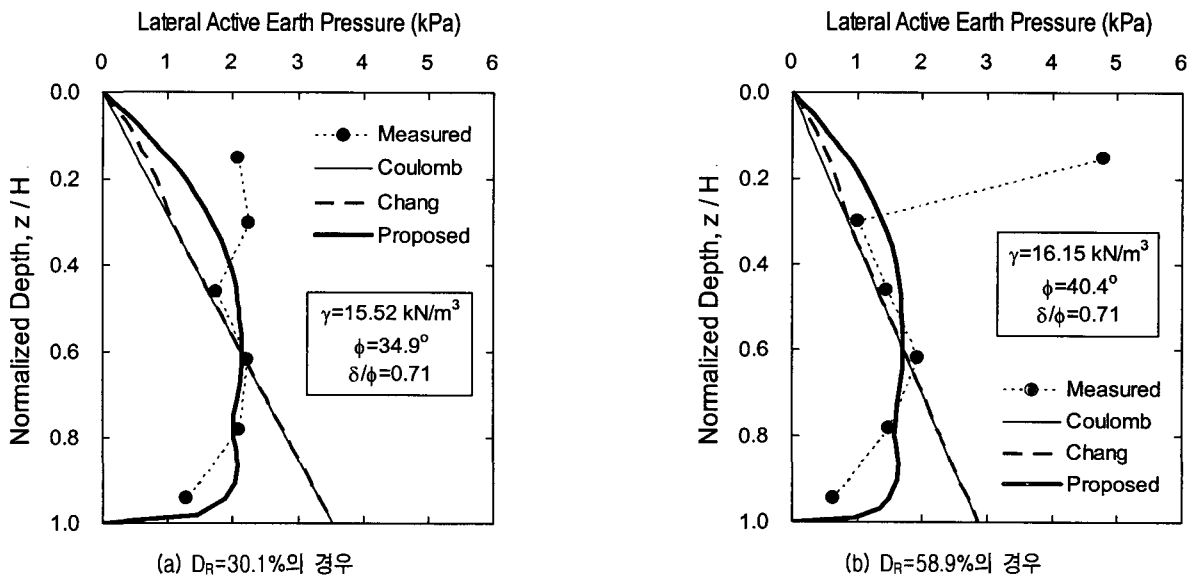 Lateral Active Earth Pressure (kPa)
0 1 2 3 4 5 6
Normalized Depth, z / H
0.0
0.2
0.4
0.6
0.8
1.0
Measured
Coulomb
Chang
Proposed
γ=15.52 kN/m³
ϕ=34.9°
δ/ϕ=0.71
(a) D_R=30.1%의 경우
Lateral Active Earth Pressure (kPa)
0 1 2 3 4 5 6
Normalized Depth, z / H
0.0
0.2
0.4
0.6
0.8
1.0
γ=16.15 kN/m³
ϕ=40.4°
δ/ϕ=0.71
Measured
Coulomb
Chang
Proposed
(b) D_R=58.9%의 경우